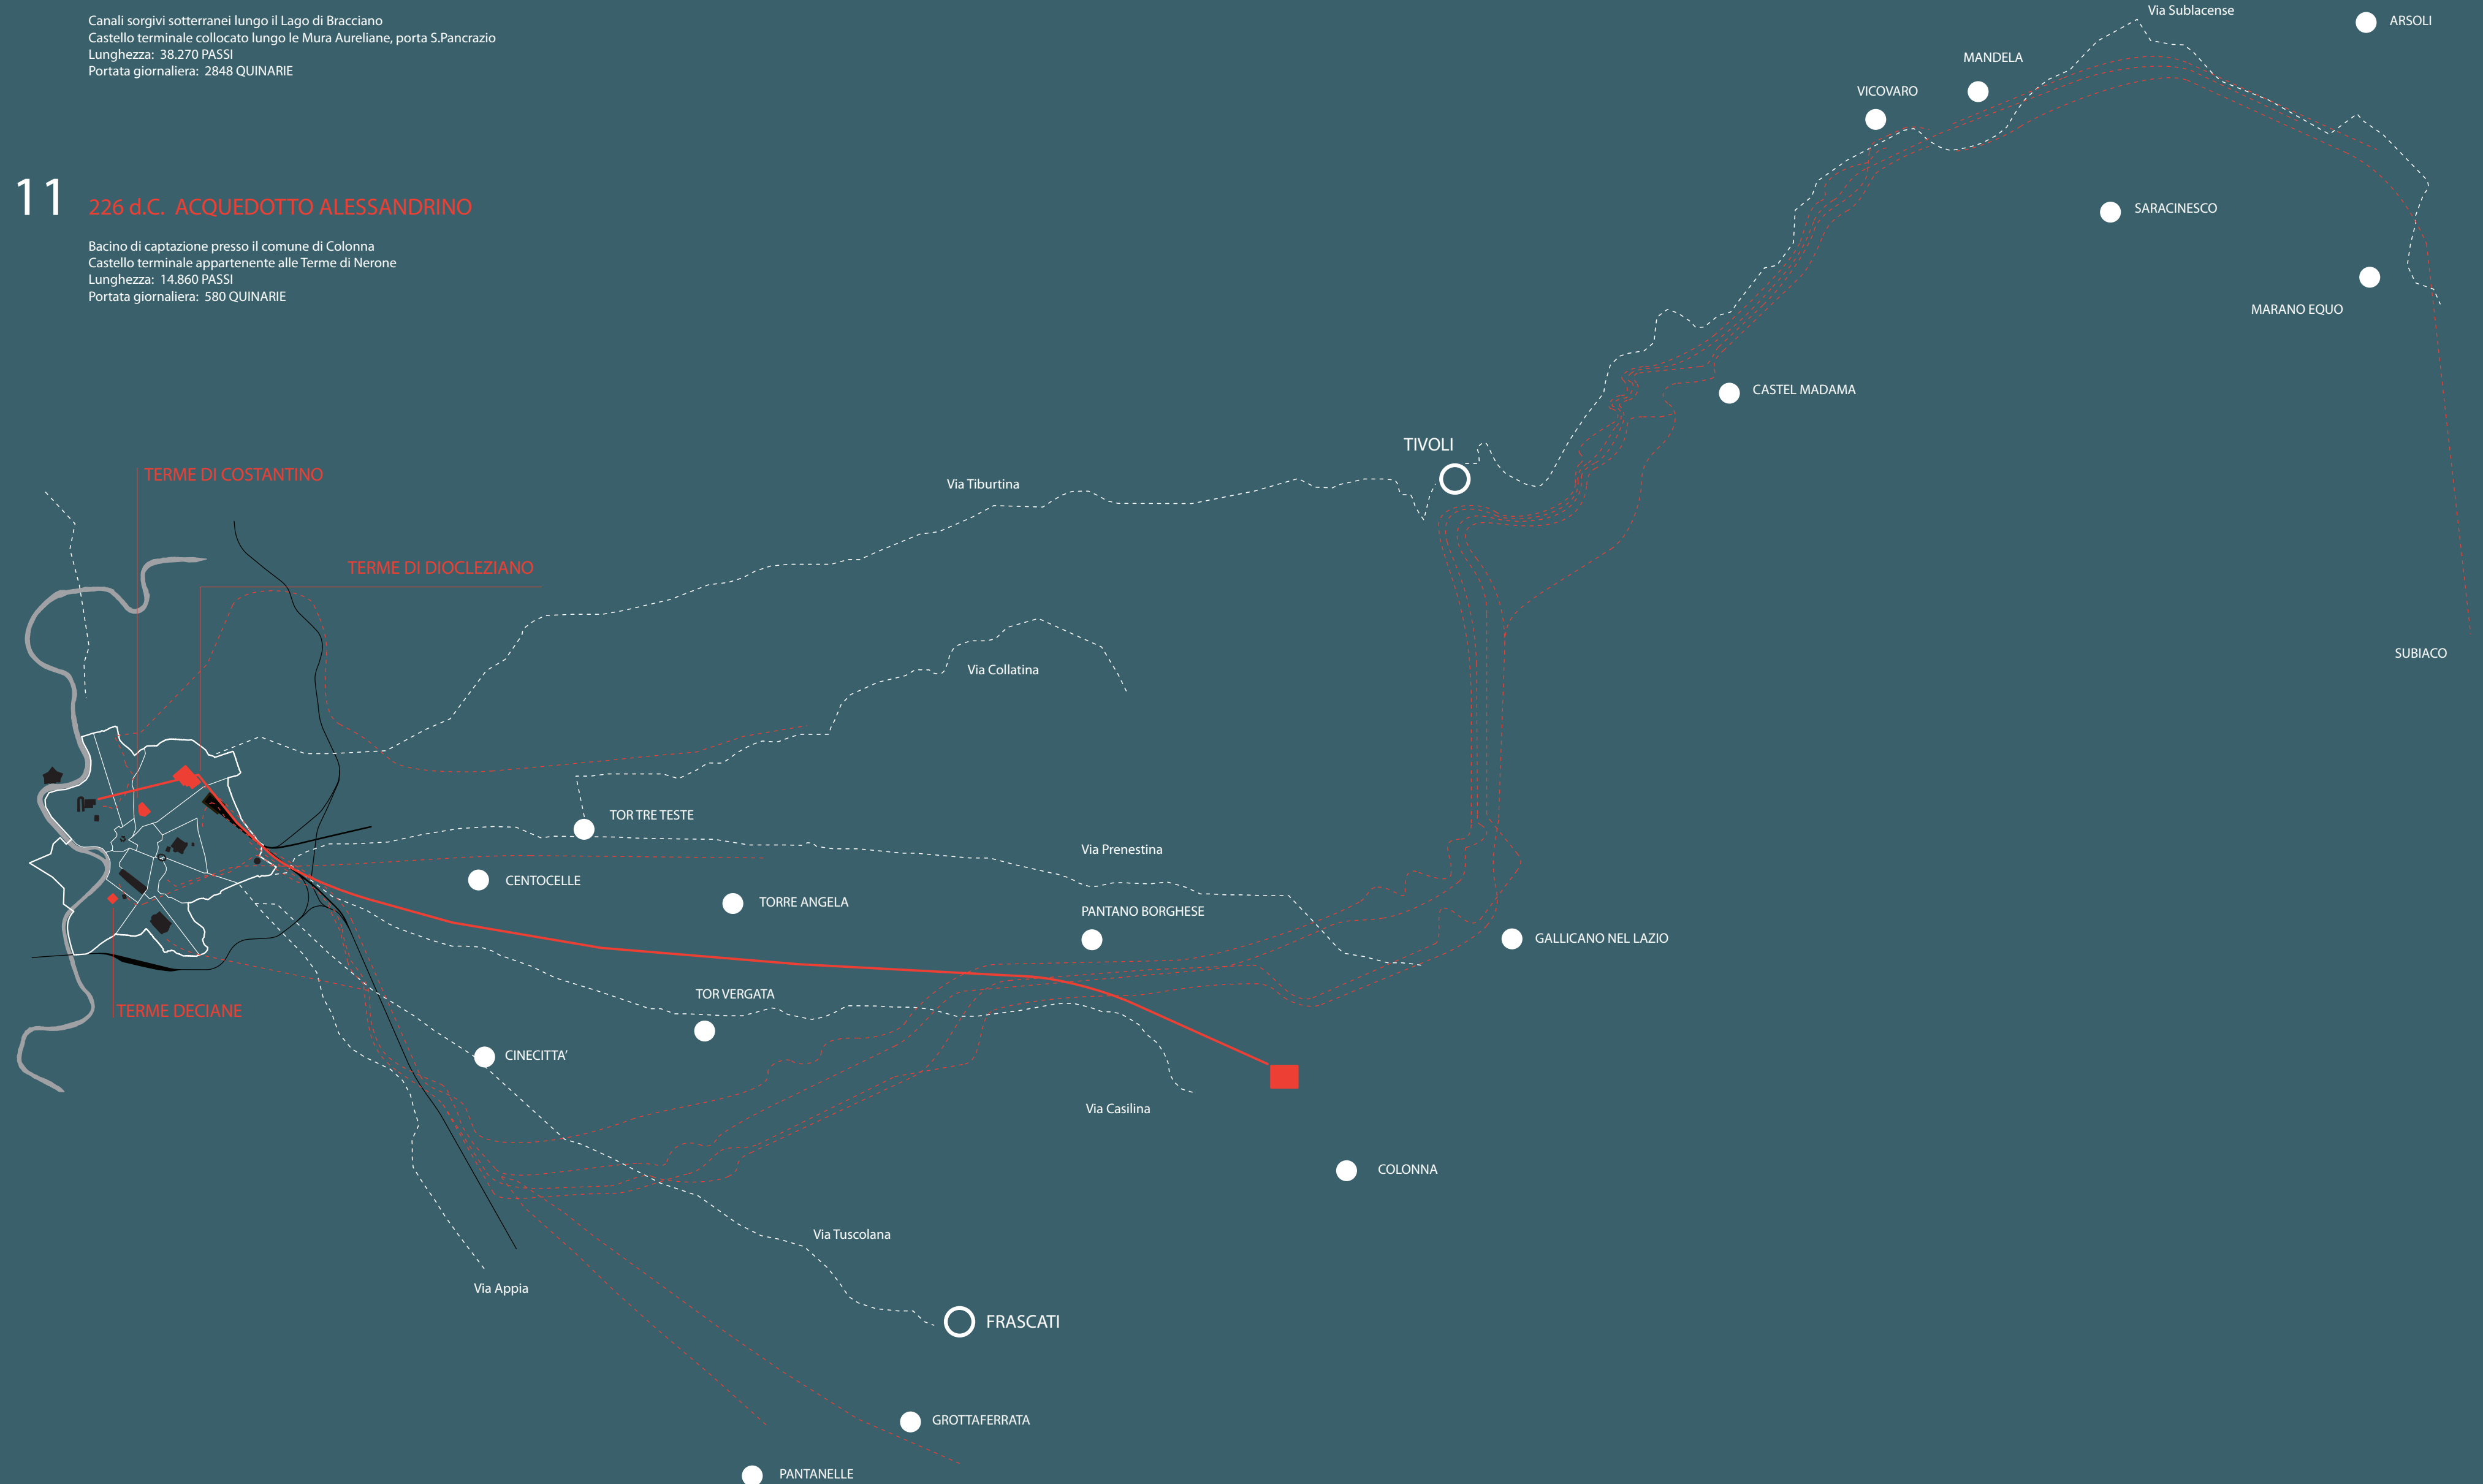 Canali sorgivi sotterranei lungo il Lago di Bracciano
Castello terminale collocato lungo le Mura Aureliane, porta S.Pancrazio
Lunghezza: 38.270 PASSI
Portata giornaliera: 2848 QUINARIE
11
226 d.C. ACQUEDOTTO ALESSANDRINO
Bacino di captazione presso il comune di Colonna
Castello terminale appartenente alle Terme di Nerone
Lunghezza: 14.860 PASSI
Portata giornaliera: 580 QUINARIE
Via Sublacense
ARSOLI
MANDELA
VICOVARO
SARACINESCO
MARANO EQUO
CASTEL MADAMA
TIVOLI
TERME DI COSTANTINO
Via Tiburtina
TERME DI DIOCLEZIANO
SUBIACO
Via Collatina
TOR TRE TESTE
Via Prenestina
CENTOCELLE
TORRE ANGELA
PANTANO BORGHESE
GALLICANO NEL LAZIO
TOR VERGATA
TERME DECIANE
CINECITTA’
Via Casilina
COLONNA
Via Tuscolana
Via Appia
FRASCATI
GROTTAFERRATA
PANTANELLE